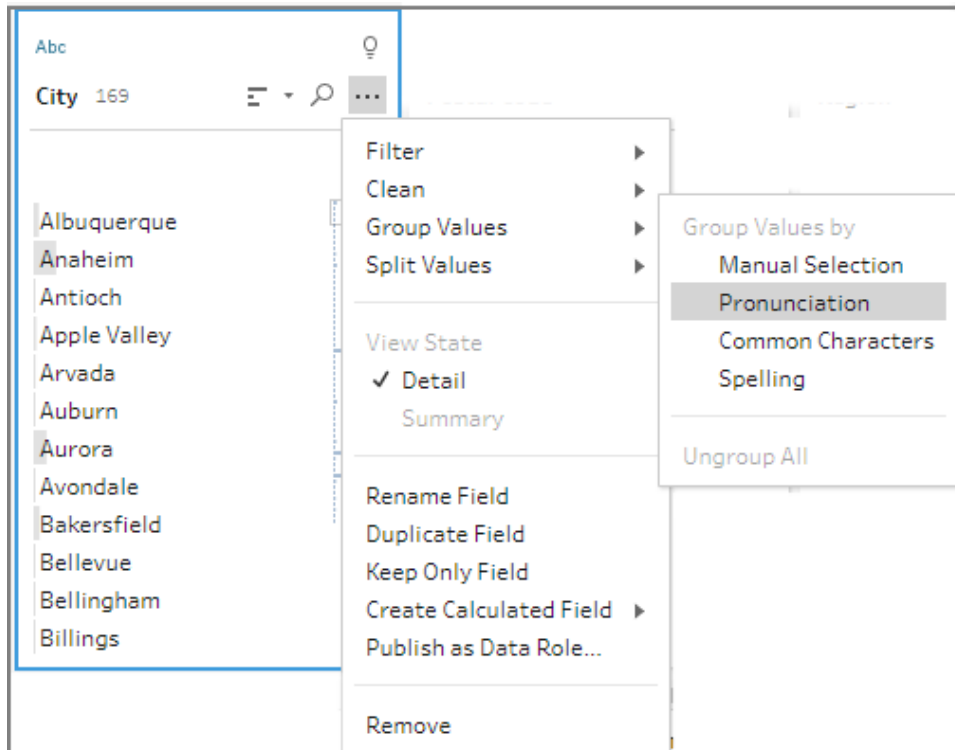 Abc
City 169
Albuquerque
Anaheim
Antioch
Apple Valley
Arvada
Auburn
Aurora
Avondale
Bakersfield
Bellevue
Bellingham
Billings
Filter
Clean
Group Values
Split Values
View State
Detail
Summary
Rename Field
Duplicate Field
Keep Only Field
Create Calculated Field
Publish as Data Role...
Remove
Group Values by
Manual Selection
Pronunciation
Common Characters
Spelling
Ungroup All